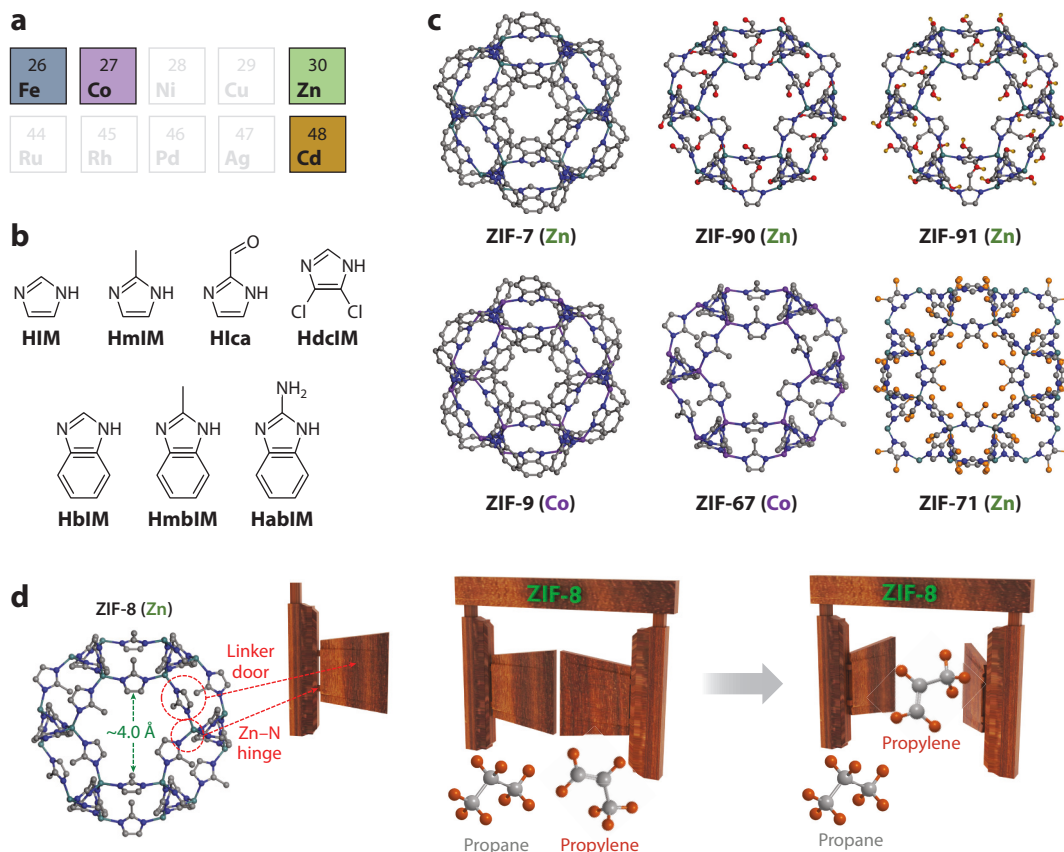 a
26 27 28 29 30
Fe Co Ni Cu Zn
44 45 46 47 48
Ru Rh Pd Ag Cd
b
N NH
HIM
N NH
HmIM
O
N NH
HIca
N NH
Cl Cl
HdcIM
N NH
HbIM
N NH
HmbIM
NH2
N NH
HabIM
c
ZIF-7 (Zn)
ZIF-90 (Zn)
ZIF-91 (Zn)
ZIF-9 (Co)
ZIF-67 (Co)
ZIF-71 (Zn)
d
ZIF-8 (Zn)
Linker
door
~4.0 Å
Zn–N
hinge
ZIF-8
Propane
Propylene
ZIF-8
Propylene
Propane